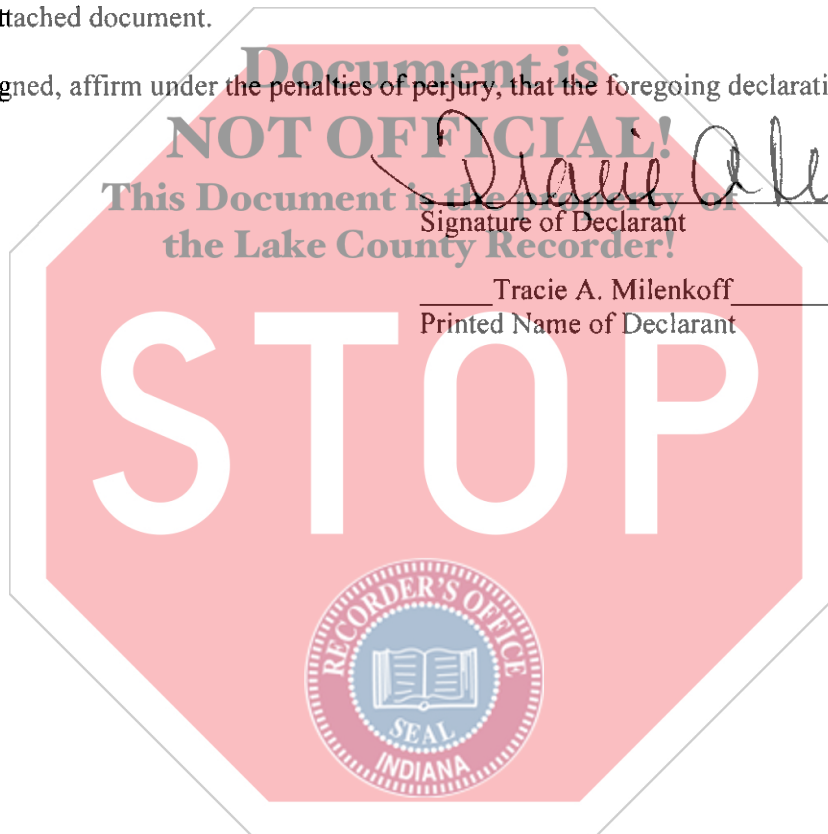 ttached document.
Document is
gned, affirm under the penalties of perjury, that the foregoing declarati
NOT OFFICIAL!
This Document is the property of
Signature of Declarant
the Lake County Recorder!
Tracie A. Milenkoff
Printed Name of Declarant
STOP
RECORDER'S OFFICE
SEAL
INDIANA